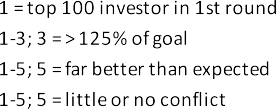 1 = top 100 investor in 1st round
1-3; 3 = > 125% of goal
1-5; 5 = far better than expected
1-5; 5 = little or no conflict